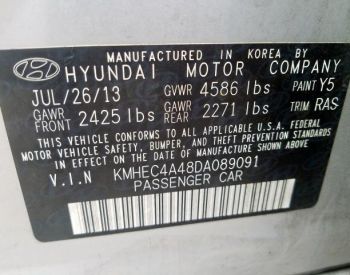 MANUFACTURED IN KOREA BY
HYUNDAI MOTOR COMPANY
JUL/26/13 GVWR 4586 lbs PAINT Y5
GAWR FRONT 2425 lbs GAWR REAR 2271 lbs TRIM RAS
THIS VEHICLE CONFORMS TO ALL APPLICABLE U.S.A FEDERAL
MOTOR VEHICLE SAFETY, BUMPER, AND THEFT PREVENTION STANDARDS
IN EFFECT ON THE DATE OF MANUFACTURE SHOWN ABOVE.
V.I.N KMHEC4A48DA089091
PASSENGER CAR